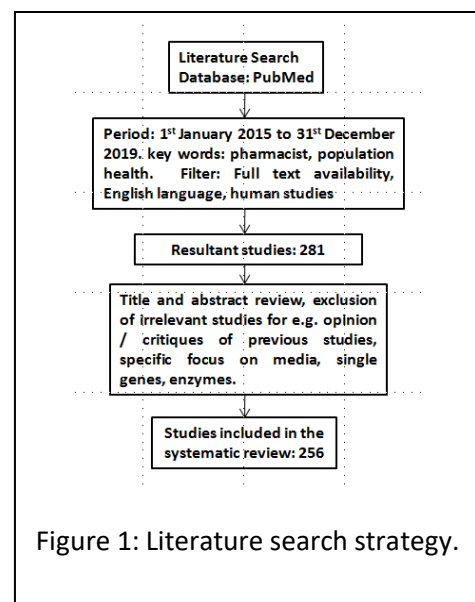 Literature Search
Database: PubMed
Period: 1st January 2015 to 31st December
2019. key words: pharmacist, population
health. Filter: Full text availability,
English language, human studies
Resultant studies: 281
Title and abstract review, exclusion
of irrelevant studies for e.g. opinion
/ critiques of previous studies,
specific focus on media, single
genes, enzymes.
Studies included in the
systematic review: 256
Figure 1: Literature search strategy.